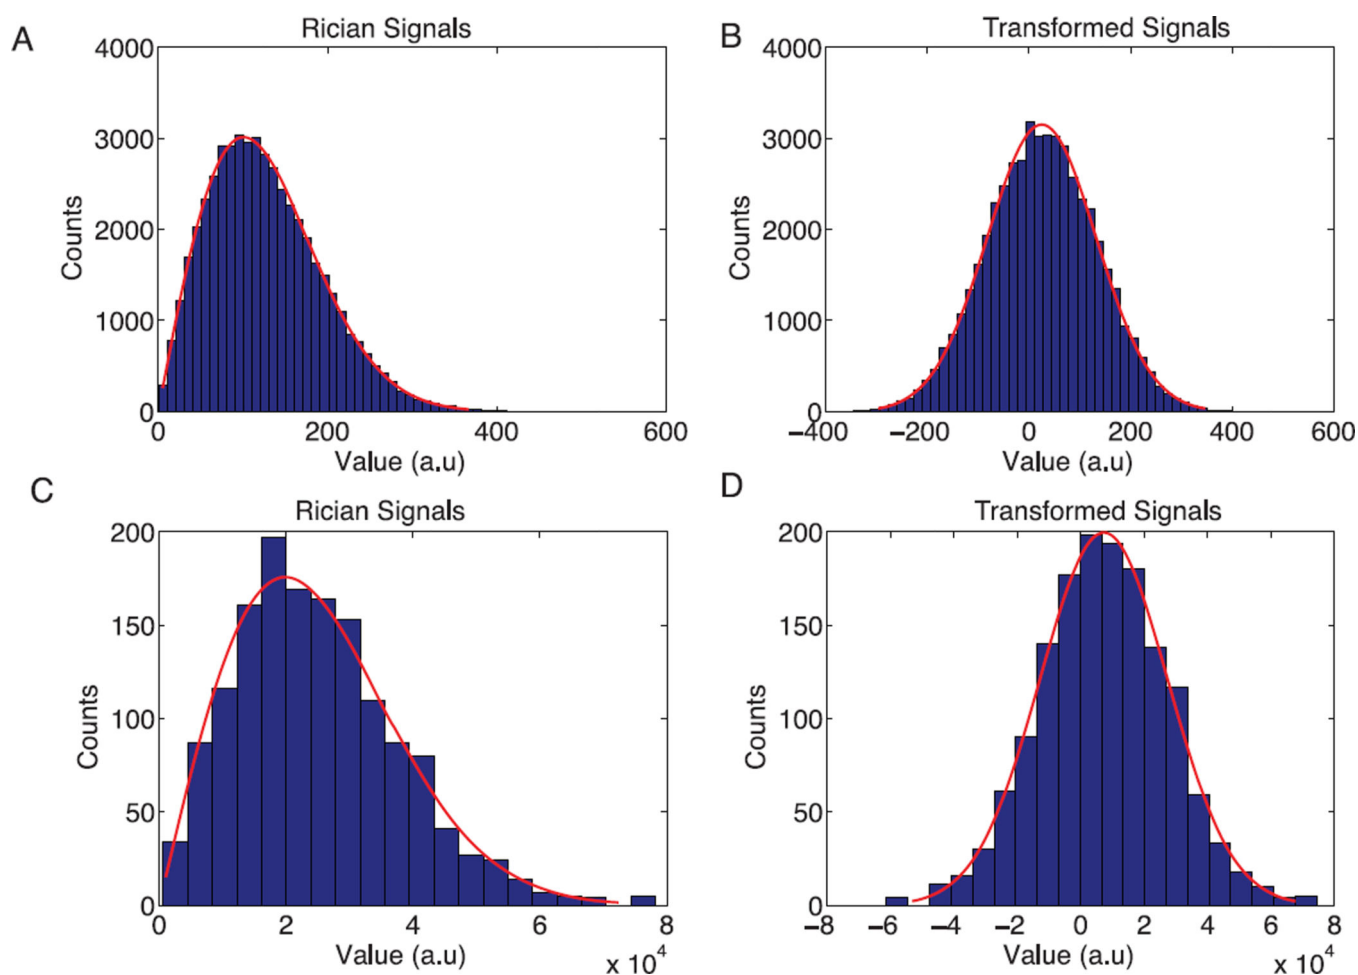 A
Rician Signals
4000
3000
2000
1000
0
Counts
0 200 400 600
Value (a.u)
B
Transformed Signals
4000
3000
2000
1000
0
Counts
−400 −200 0 200 400 600
Value (a.u)
C
Rician Signals
200
150
100
50
0
Counts
0 2 4 6 8
Value (a.u)
x 10⁴
D
Transformed Signals
200
150
100
50
0
Counts
−8 −6 −4 −2 0 2 4 6 8
Value (a.u)
x 10⁴